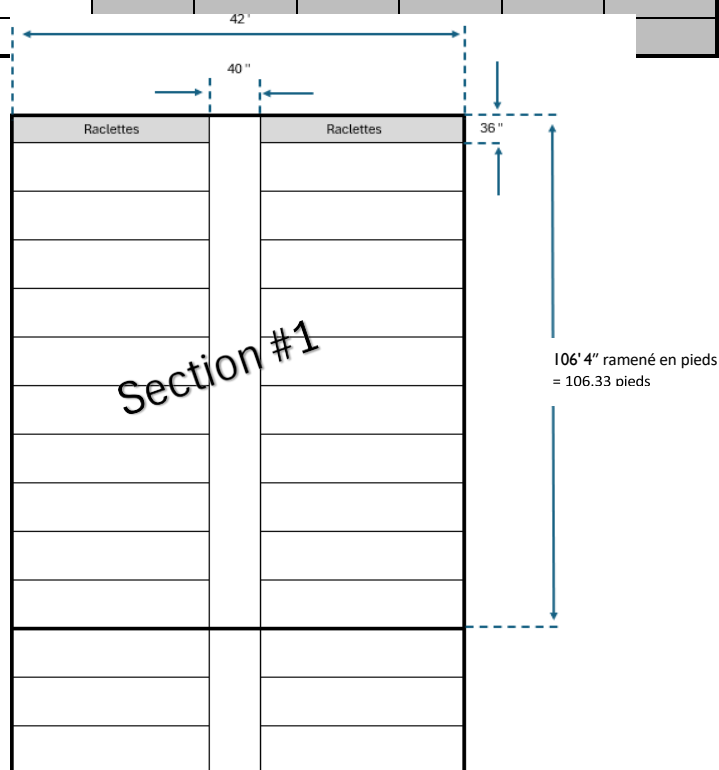 42'
40 "
Raclettes
Raclettes
36 "
Section #1
106' 4" ramené en pieds
= 106.33 pieds